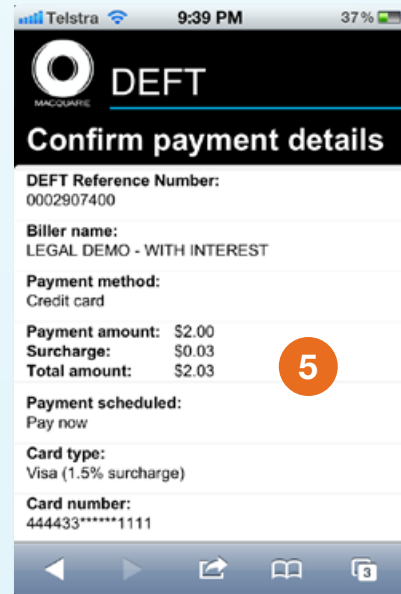 Telstra 9:39 PM 37%
MACQUARIE
DEFT
Confirm payment details
DEFT Reference Number:
0002907400
Biller name:
LEGAL DEMO - WITH INTEREST
Payment method:
Credit card
Payment amount: $2.00
Surcharge: $0.03
Total amount: $2.03
5
Payment scheduled:
Pay now
Card type:
Visa (1.5% surcharge)
Card number:
444433******1111
3